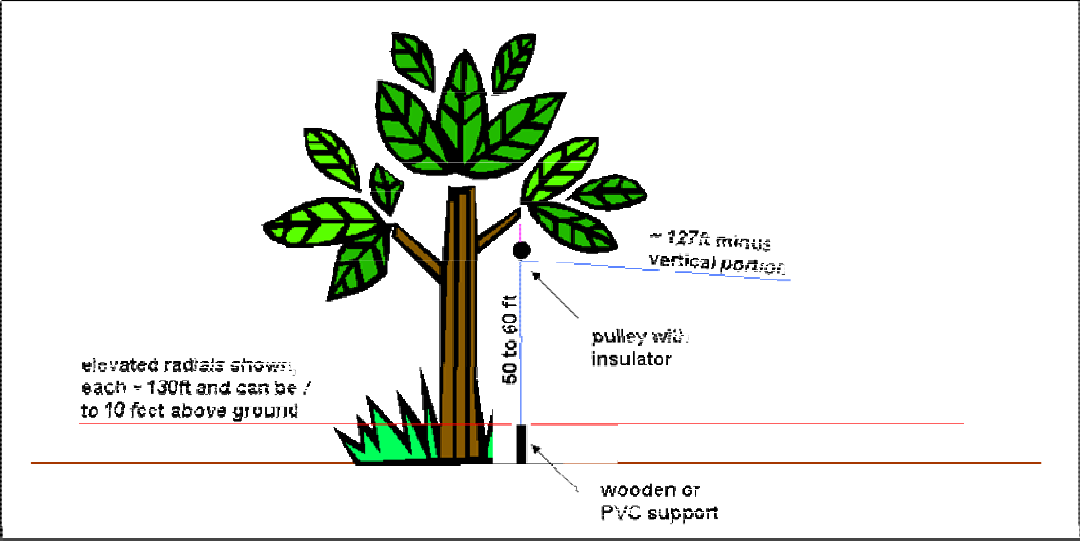 ~ 127ft minus
vertical portion
50 to 60 ft
pulley with
insulator
elevated radials shown,
each ~ 130ft and can be 7
to 10 feet above ground
wooden or
PVC support